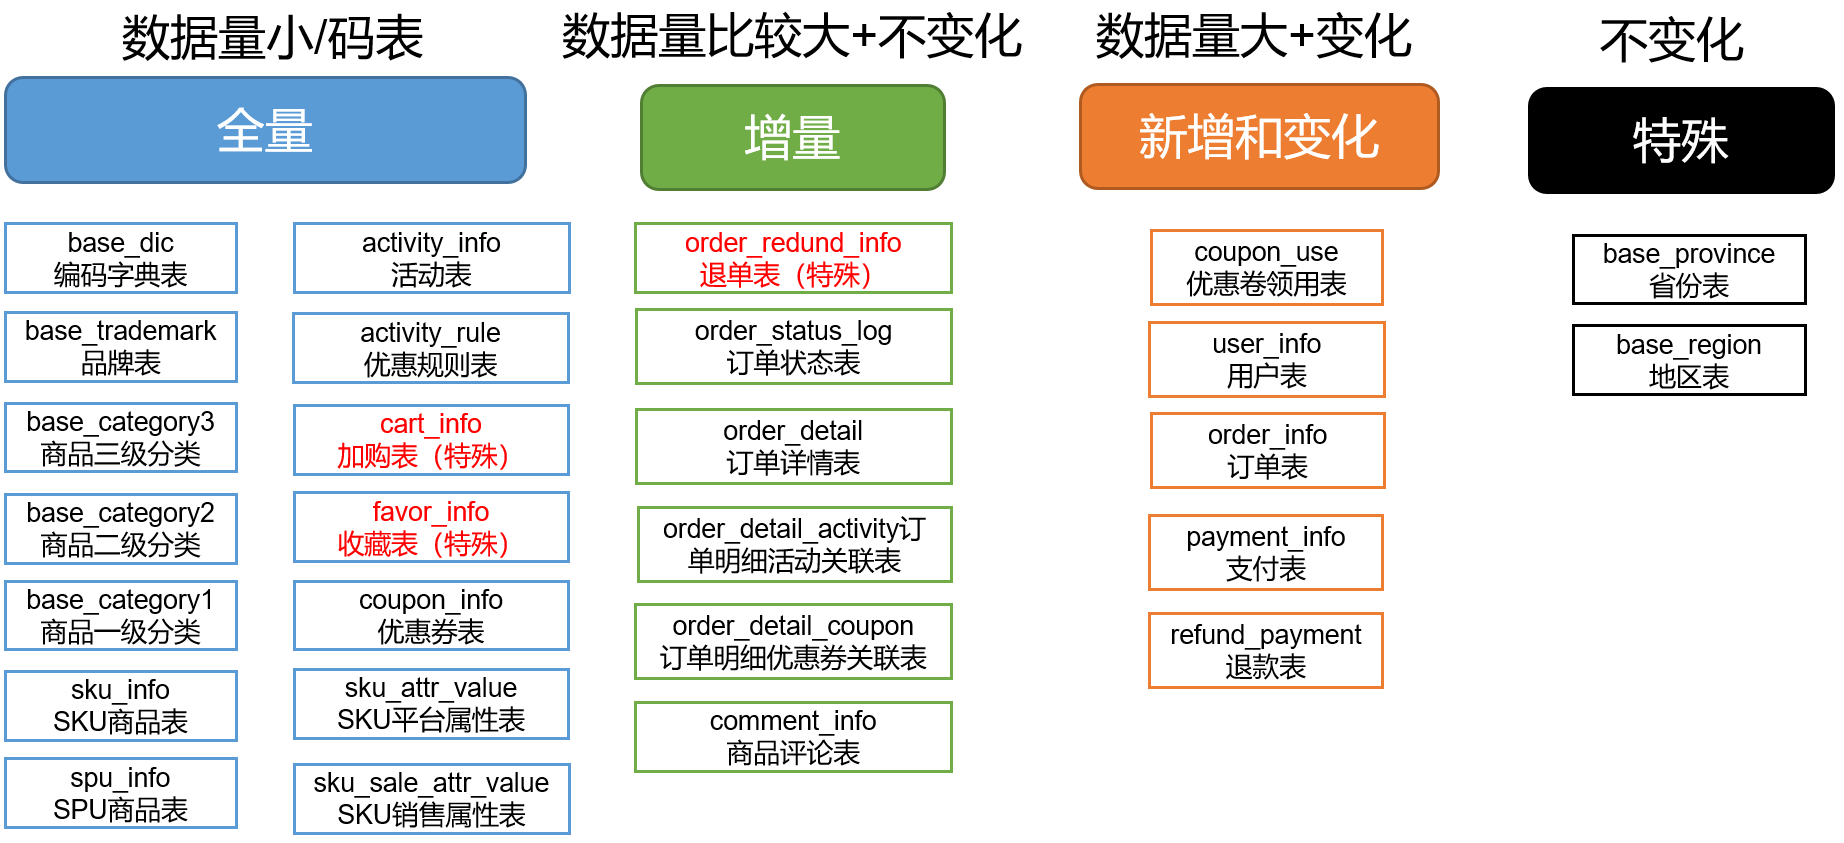 数据量小/码表
全量
base_dic
编码字典表
base_trademark
品牌表
base_category3
商品三级分类
base_category2
商品二级分类
base_category1
商品一级分类
sku_info
SKU商品表
spu_info
SPU商品表
activity_info
活动表
activity_rule
优惠规则表
cart_info
加购表（特殊）
favor_info
收藏表（特殊）
coupon_info
优惠券表
sku_attr_value
SKU平台属性表
sku_sale_attr_value
SKU销售属性表
数据量比较大+不变化
增量
order_redund_info
退单表（特殊）
order_status_log
订单状态表
order_detail
订单详情表
order_detail_activity订
单明细活动关联表
order_detail_coupon
订单明细优惠券关联表
comment_info
商品评论表
数据量大+变化
新增和变化
coupon_use
优惠卷领用表
user_info
用户表
order_info
订单表
payment_info
支付表
refund_payment
退款表
不变化
特殊
base_province
省份表
base_region
地区表